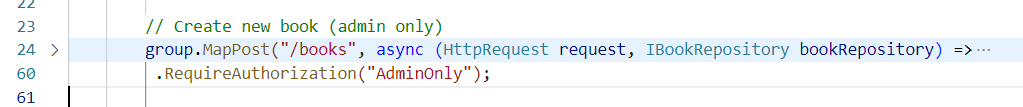 22
23 // Create new book (admin only)
24 group.MapPost("/books", async (HttpRequest request, IBookRepository bookRepository) =>···
60 .RequireAuthorization("AdminOnly");
61